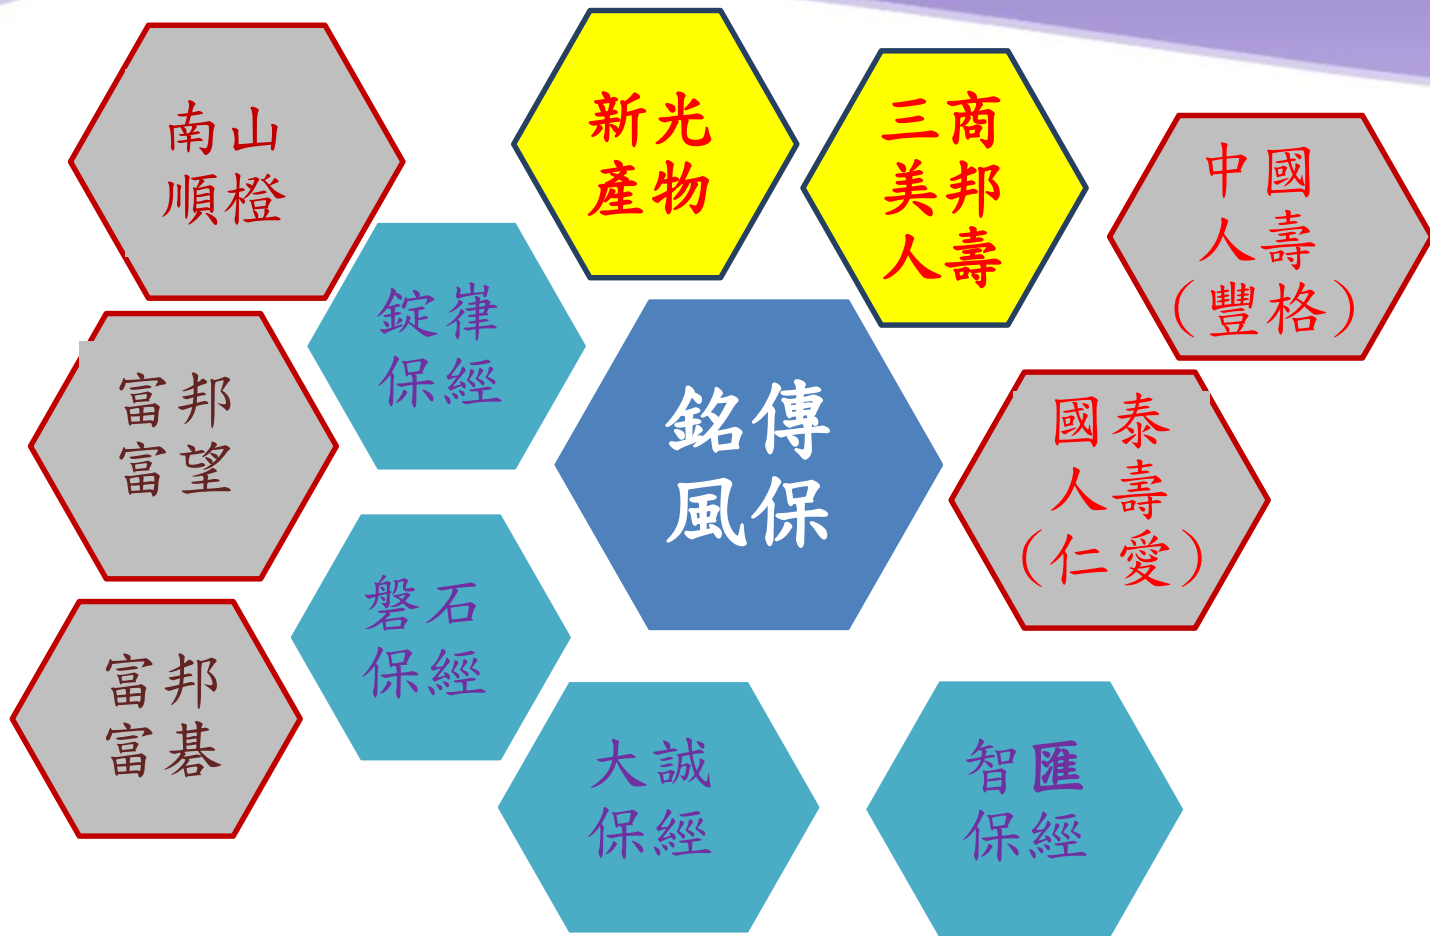 南山
順橙
新光
產物
三商
美邦
人壽
中國
人壽
(豐格)
錠嵂
保經
富邦
富望
銘傳
風保
國泰
人壽
(仁愛)
磐石
保經
富邦
富碁
大誠
保經
智匯
保經